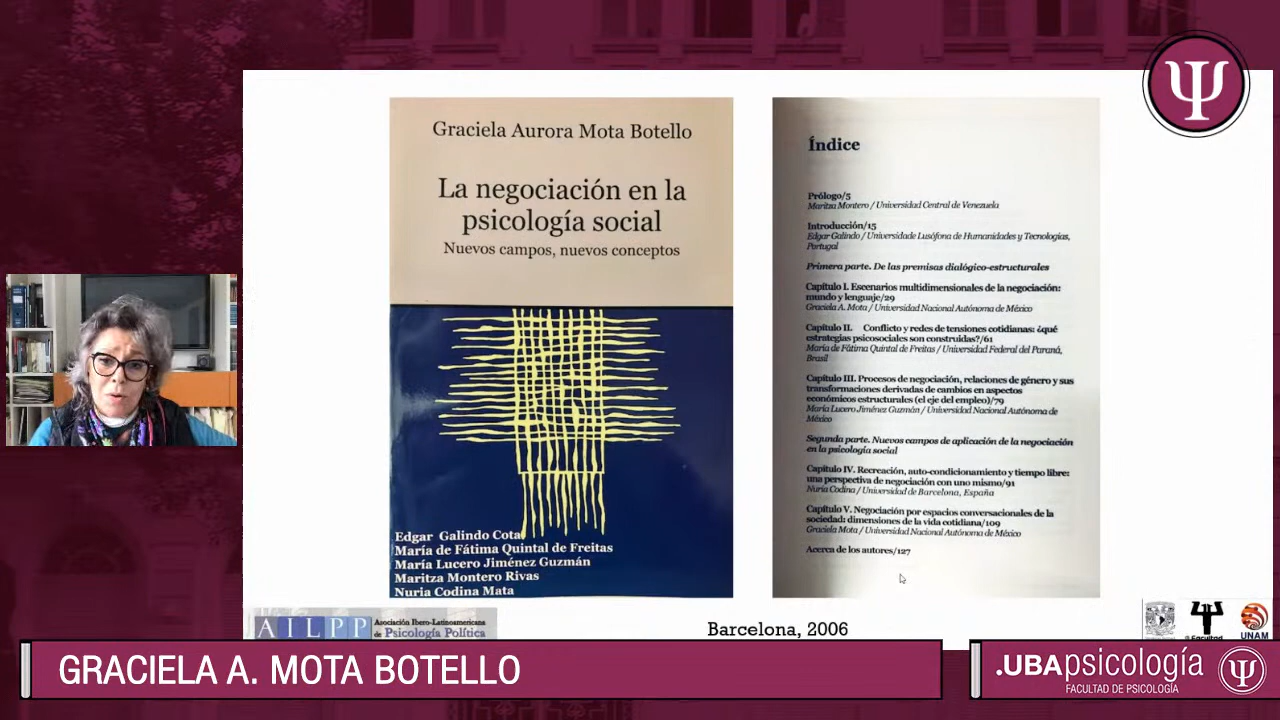 Graciela Aurora Mota Botello
La negociación en la
psicología social
Nuevos campos, nuevos conceptos
Edgar Galindo Cota
María de Fátima Quintal de Freitas
María Lucero Jiménez Guzmán
Maritza Montero Rivas
Nuria Codina Mata
Índice
Prólogo/5
Maritza Montero / Universidad Central de Venezuela
Introducción/15
Edgar Galindo / Universidade Lusófona de Humanidades y Tecnologías,
Portugal
Primera parte. De las premisas dialógico-estructurales
Capítulo I. Escenarios multidimensionales de la negociación:
mundo y lenguaje/29
Graciela A. Mota / Universidad Nacional Autónoma de México
Capítulo II. Conflicto y redes de tensiones cotidianas: ¿qué
estrategias psicosociales son construidas?/61
María de Fátima Quintal de Freitas / Universidad Federal del Paraná,
Brasil
Capítulo III. Procesos de negociación, relaciones de género y sus
transformaciones derivadas de cambios en aspectos
económicos estructurales (el eje del empleo)/79
María Lucero Jiménez Guzmán / Universidad Nacional Autónoma de
México
Segunda parte. Nuevos campos de aplicación de la negociación
en la psicología social
Capítulo IV. Recreación, auto-condicionamiento y tiempo libre:
una perspectiva de negociación con uno mismo/91
Nuria Codina / Universidad de Barcelona, España
Capítulo V. Negociación por espacios conversacionales de la
sociedad: dimensiones de la vida cotidiana/109
Graciela Mota / Universidad Nacional Autónoma de México
Acerca de los autores/127
Ψ
AILPP Asociación Ibero-Latinoamericana
de Psicología Política
Barcelona, 2006
Facultad
UNAM
GRACIELA A. MOTA BOTELLO
.UBApsicología
FACULTAD DE PSICOLOGÍA
Ψ